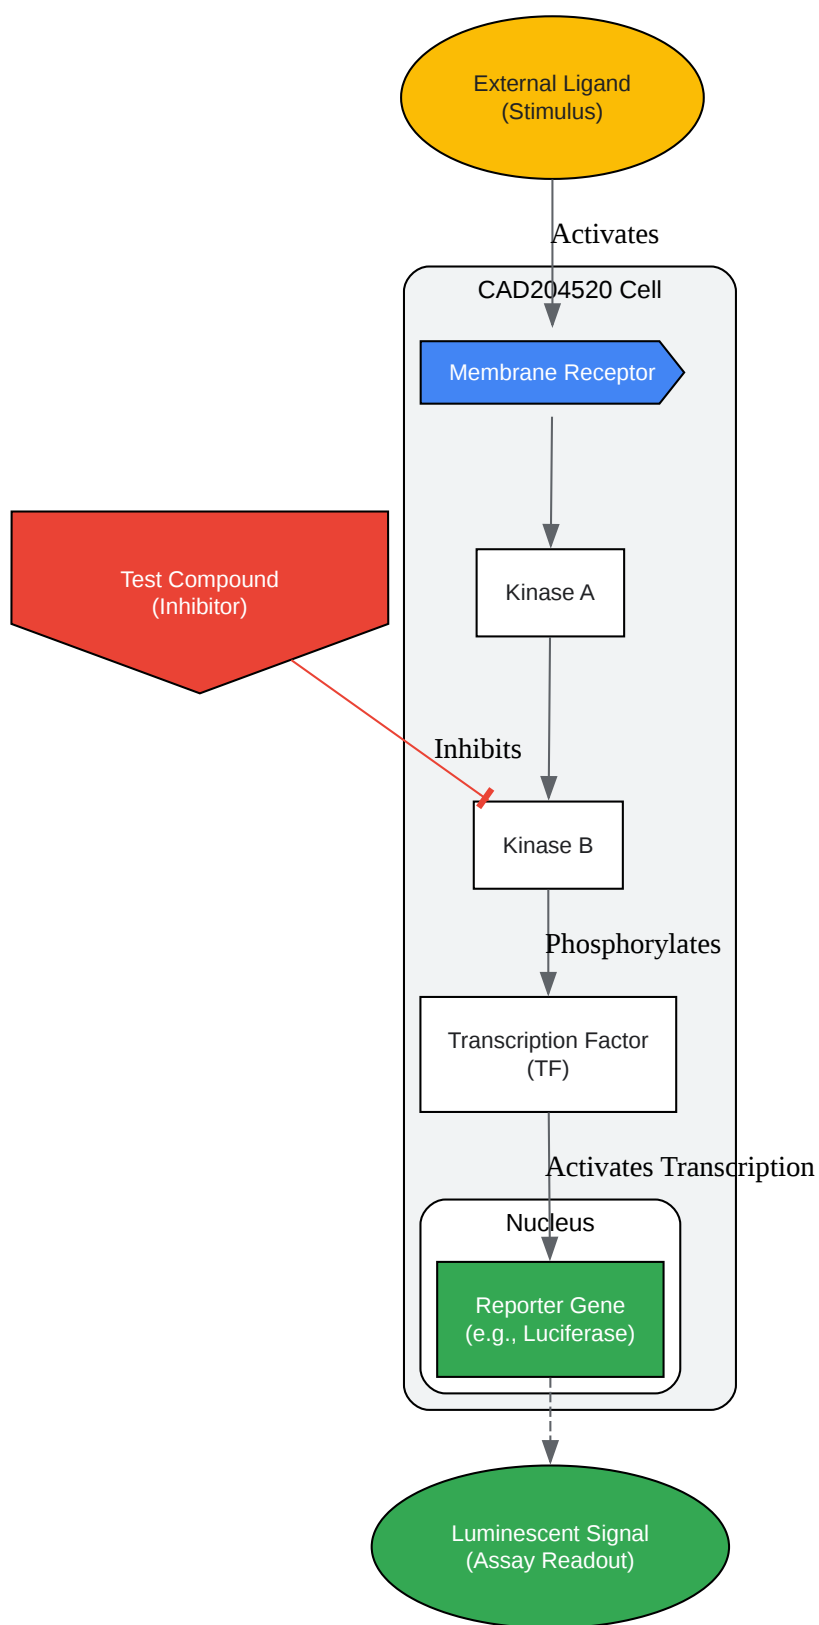 External Ligand
(Stimulus)
Activates
CAD204520 Cell
Membrane Receptor
Test Compound
(Inhibitor)
Kinase A
Inhibits
Kinase B
Phosphorylates
Transcription Factor
(TF)
Activates Transcription
Nucleus
Reporter Gene
(e.g., Luciferase)
Luminescent Signal
(Assay Readout)